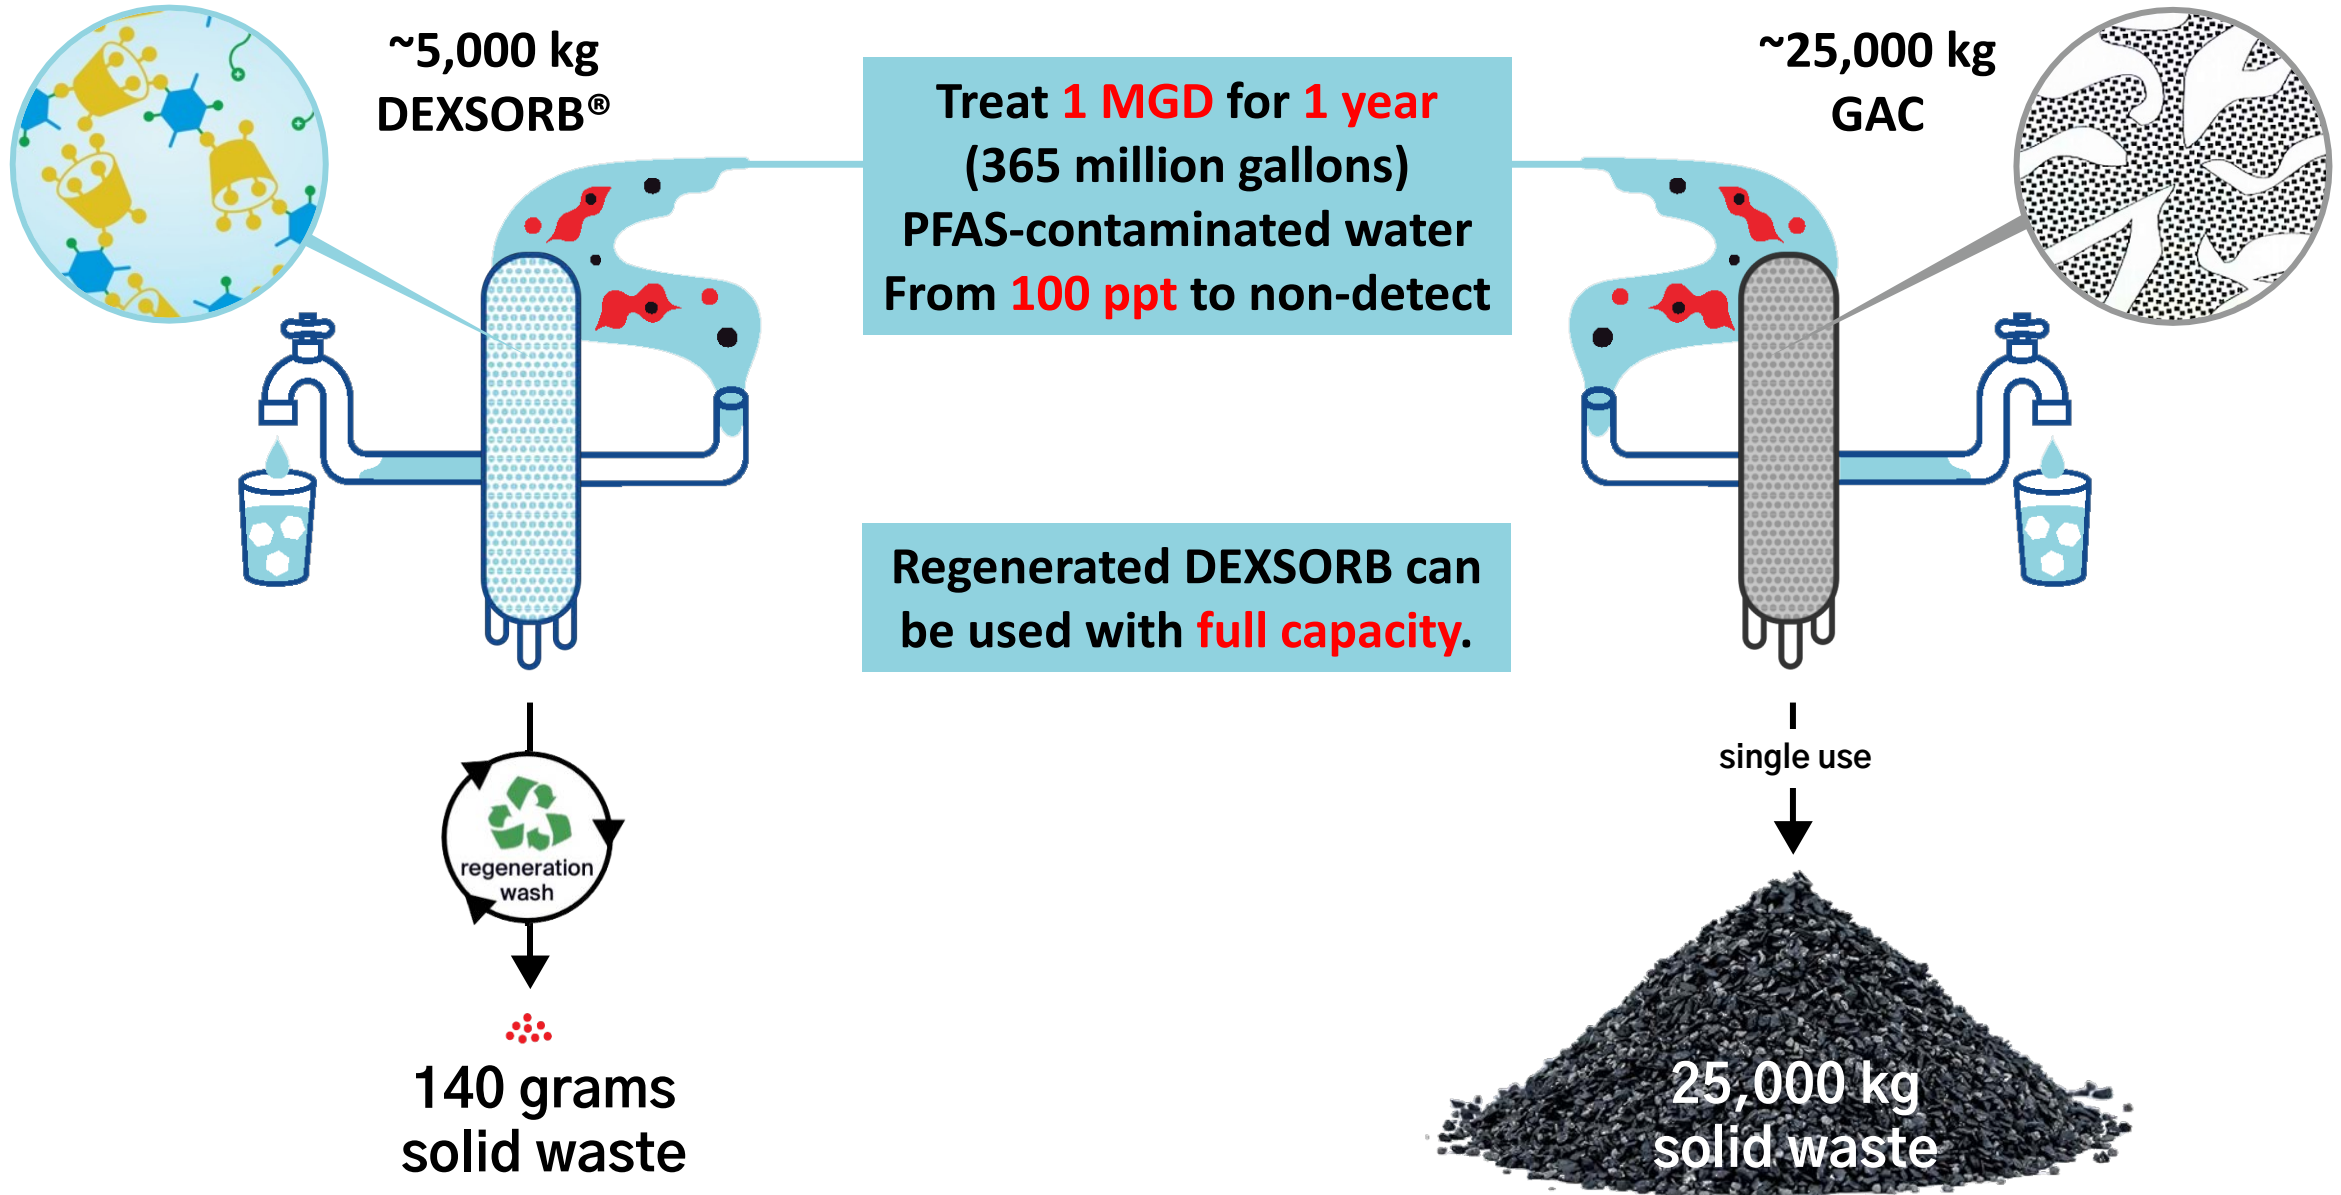 ~5,000 kg
DEXSORB®
Treat 1 MGD for 1 year
(365 million gallons)
PFAS-contaminated water
From 100 ppt to non-detect
~25,000 kg
GAC
Regenerated DEXSORB can
be used with full capacity.
regeneration
wash
140 grams
solid waste
single use
25,000 kg
solid waste